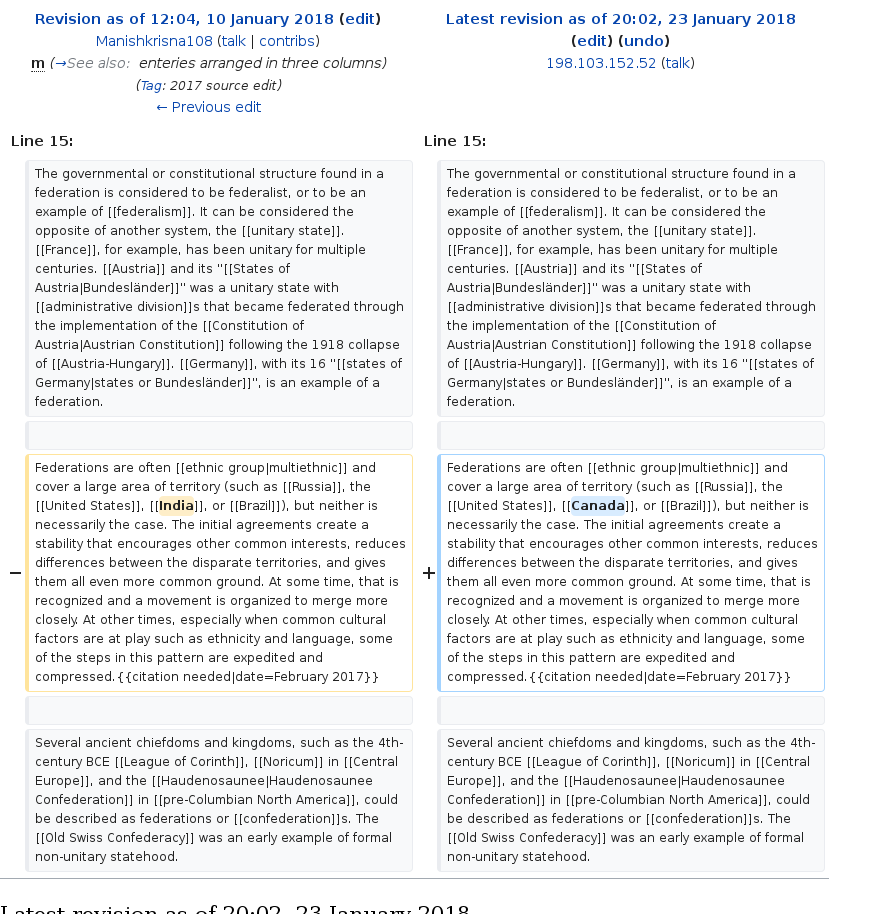 Revision as of 12:04, 10 January 2018 (edit)
Manishkrisna108 (talk | contribs)
m (→See also: enteries arranged in three columns)
(Tag: 2017 source edit)
← Previous edit
Latest revision as of 20:02, 23 January 2018
(edit) (undo)
198.103.152.52 (talk)
Line 15:
The governmental or constitutional structure found in a
federation is considered to be federalist, or to be an
example of [[federalism]]. It can be considered the
opposite of another system, the [[unitary state]].
[[France]], for example, has been unitary for multiple
centuries. [[Austria]] and its "[[States of
Austria|Bundesländer]]" was a unitary state with
[[administrative division]]s that became federated through
the implementation of the [[Constitution of
Austria|Austrian Constitution]] following the 1918 collapse
of [[Austria-Hungary]]. [[Germany]], with its 16 "[[states of
Germany|states or Bundesländer]]", is an example of a
federation.
− Federations are often [[ethnic group|multiethnic]] and
cover a large area of territory (such as [[Russia]], the
[[United States]], [[India]], or [[Brazil]]), but neither is
necessarily the case. The initial agreements create a
stability that encourages other common interests, reduces
differences between the disparate territories, and gives
them all even more common ground. At some time, that is
recognized and a movement is organized to merge more
closely. At other times, especially when common cultural
factors are at play such as ethnicity and language, some
of the steps in this pattern are expedited and
compressed.{{citation needed|date=February 2017}}
Several ancient chiefdoms and kingdoms, such as the 4th-
century BCE [[League of Corinth]], [[Noricum]] in [[Central
Europe]], and the [[Haudenosaunee|Haudenosaunee
Confederation]] in [[pre-Columbian North America]], could
be described as federations or [[confederation]]s. The
[[Old Swiss Confederacy]] was an early example of formal
non-unitary statehood.
Line 15:
The governmental or constitutional structure found in a
federation is considered to be federalist, or to be an
example of [[federalism]]. It can be considered the
opposite of another system, the [[unitary state]].
[[France]], for example, has been unitary for multiple
centuries. [[Austria]] and its "[[States of
Austria|Bundesländer]]" was a unitary state with
[[administrative division]]s that became federated through
the implementation of the [[Constitution of
Austria|Austrian Constitution]] following the 1918 collapse
of [[Austria-Hungary]]. [[Germany]], with its 16 "[[states of
Germany|states or Bundesländer]]", is an example of a
federation.
+ Federations are often [[ethnic group|multiethnic]] and
cover a large area of territory (such as [[Russia]], the
[[United States]], [[Canada]], or [[Brazil]]), but neither is
necessarily the case. The initial agreements create a
stability that encourages other common interests, reduces
differences between the disparate territories, and gives
them all even more common ground. At some time, that is
recognized and a movement is organized to merge more
closely. At other times, especially when common cultural
factors are at play such as ethnicity and language, some
of the steps in this pattern are expedited and
compressed.{{citation needed|date=February 2017}}
Several ancient chiefdoms and kingdoms, such as the 4th-
century BCE [[League of Corinth]], [[Noricum]] in [[Central
Europe]], and the [[Haudenosaunee|Haudenosaunee
Confederation]] in [[pre-Columbian North America]], could
be described as federations or [[confederation]]s. The
[[Old Swiss Confederacy]] was an early example of formal
non-unitary statehood.
Latest revision as of 20:02, 23 January 2018